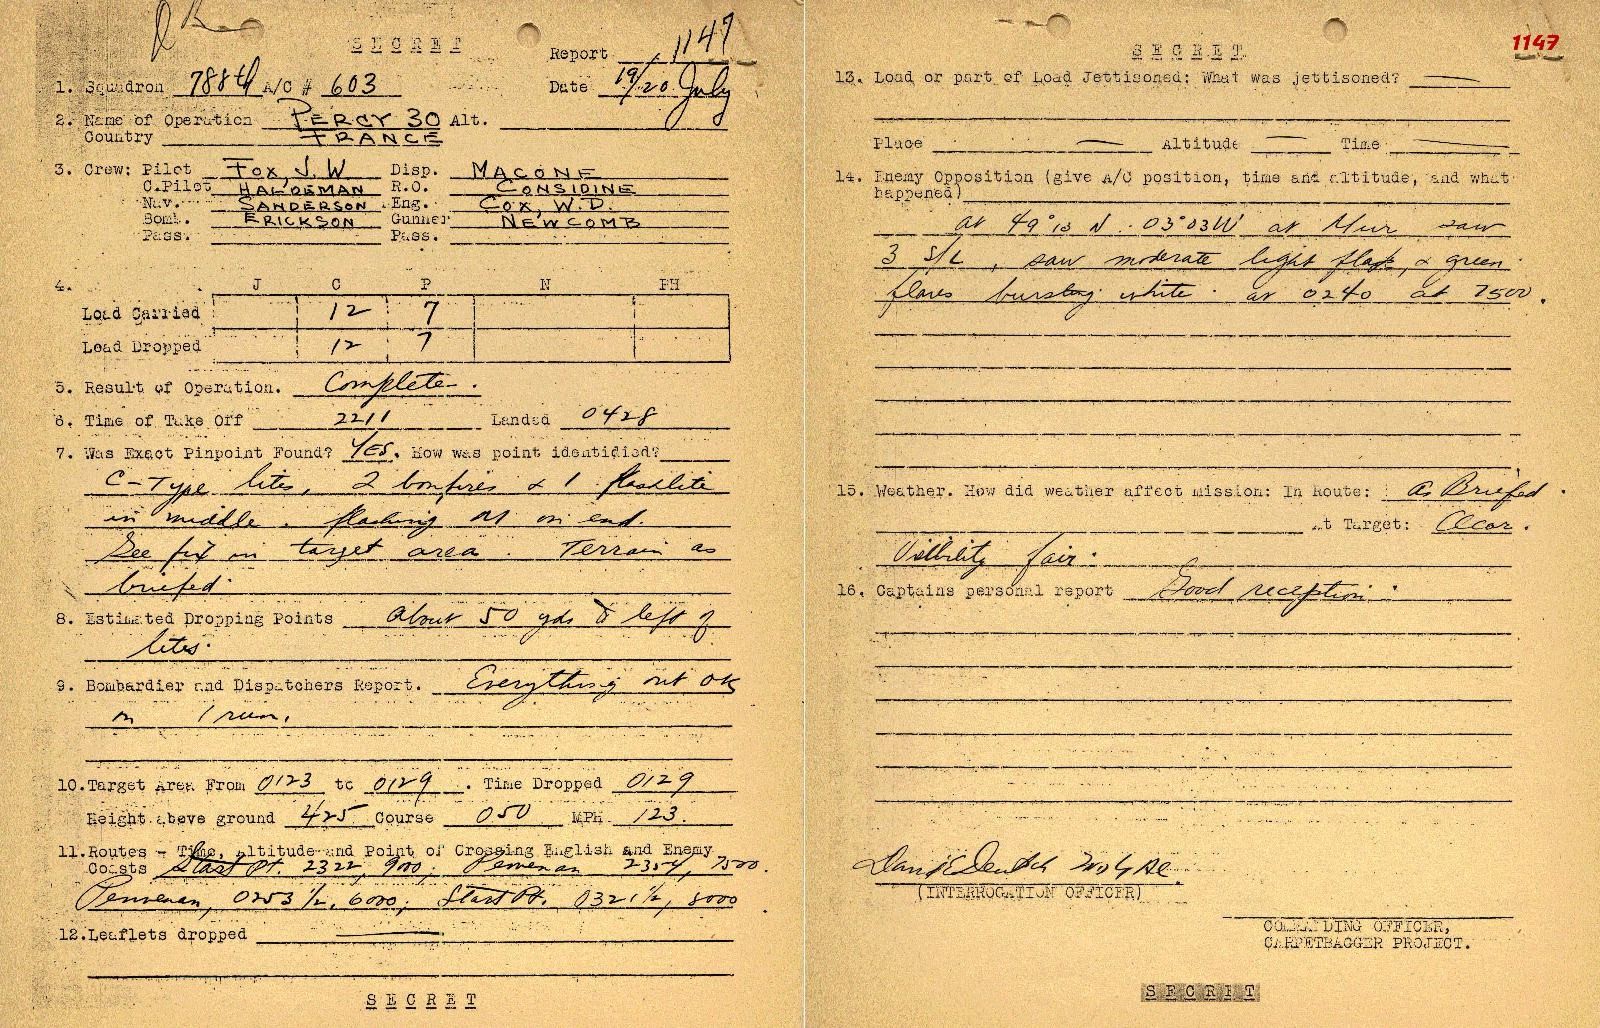 SECRET
Report 1147
1. Squadron 788th A/C # 603 Date 19/20 July
2. Name of Operation PERCY 30 Alt.
Country FRANCE
3. Crew: Pilot FOX, J. W Disp. MACONE
C.Pilot HALDEMAN R.O. CONSIDINE
Nav. SANDERSON Eng. COX, W.D.
Bomb. ERICKSON Gunner NEWCOMB
Pass. Pass.
4. J C P N PH
Load Carried 12 7
Load Dropped 12 7
5. Result of Operation. Complete.
6. Time of Take Off 2211 Landed 0428
7. Was Exact Pinpoint Found? YES. How was point identidied?
C-Type lites, 2 bonfires & 1 flashlite
in middle. flashing on end.
See fix in target area. Terrain as
briefed.
8. Estimated Dropping Points About 50 yds to left of
lites.
9. Bombardier and Dispatchers Report. Everything out OK
on 1 run.
10. Target Area From 0123 to 0129. Time Dropped 0129
Height above ground 425 Course 050 MPH 123.
11. Routes - Time, altitude and Point of Crossing English and Enemy
Coasts Start Pt. 2322, 900; 2354, 7500.
0253 1/2, 6000; Start Pt. 0321 1/2, 8000
12. Leaflets dropped
SECRET
SECRET
1147
13. Load or part of Load Jettisoned: What was jettisoned?
Place Altitude Time
14. Enemy Opposition (give A/C position, time and altitude, and what
happened)
at 49°13 N. 03°03W at Mur saw
3 S/L, saw moderate light flak, & green
flares bursting white. at 0240 at 7500.
15. Weather. How did weather affect mission: In Route: As Briefed.
At Target: Clear.
Visibility fair.
16. Captains personal report Good reception.
(INTERROGATION OFFICER)
COMMANDING OFFICER,
CARPETBAGGER PROJECT.
SECRET